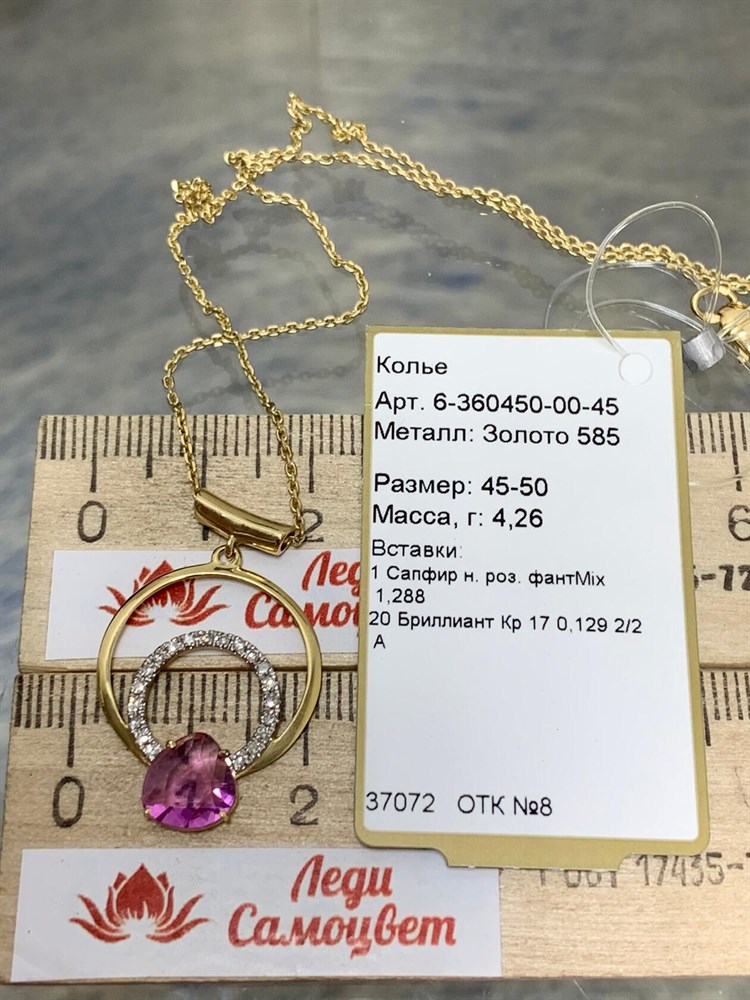 Колье
Арт. 6-360450-00-45
Металл: Золото 585
Размер: 45-50
Масса, г: 4,26
Вставки:
1 Сапфир н. роз. фантMix
1,288
20 Бриллиант Кр 17 0,129 2/2
А
37072 ОТК №8
0
2
6
Леди
Самоцвет
0
1
2
17435-
Леди
Самоцвет